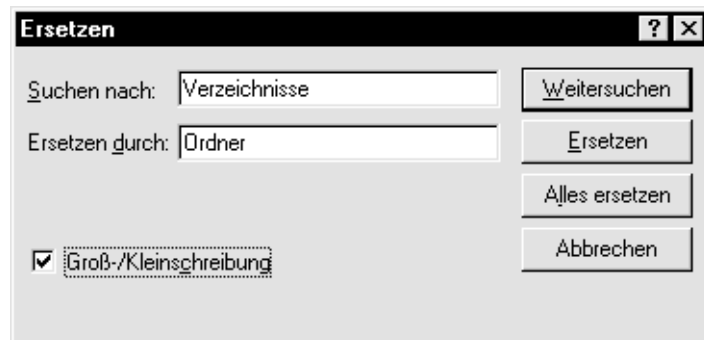 Ersetzen
Suchen nach: Verzeichnisse
Weitersuchen
Ersetzen durch: Ordner
Ersetzen
Alles ersetzen
Groß-/Kleinschreibung
Abbrechen